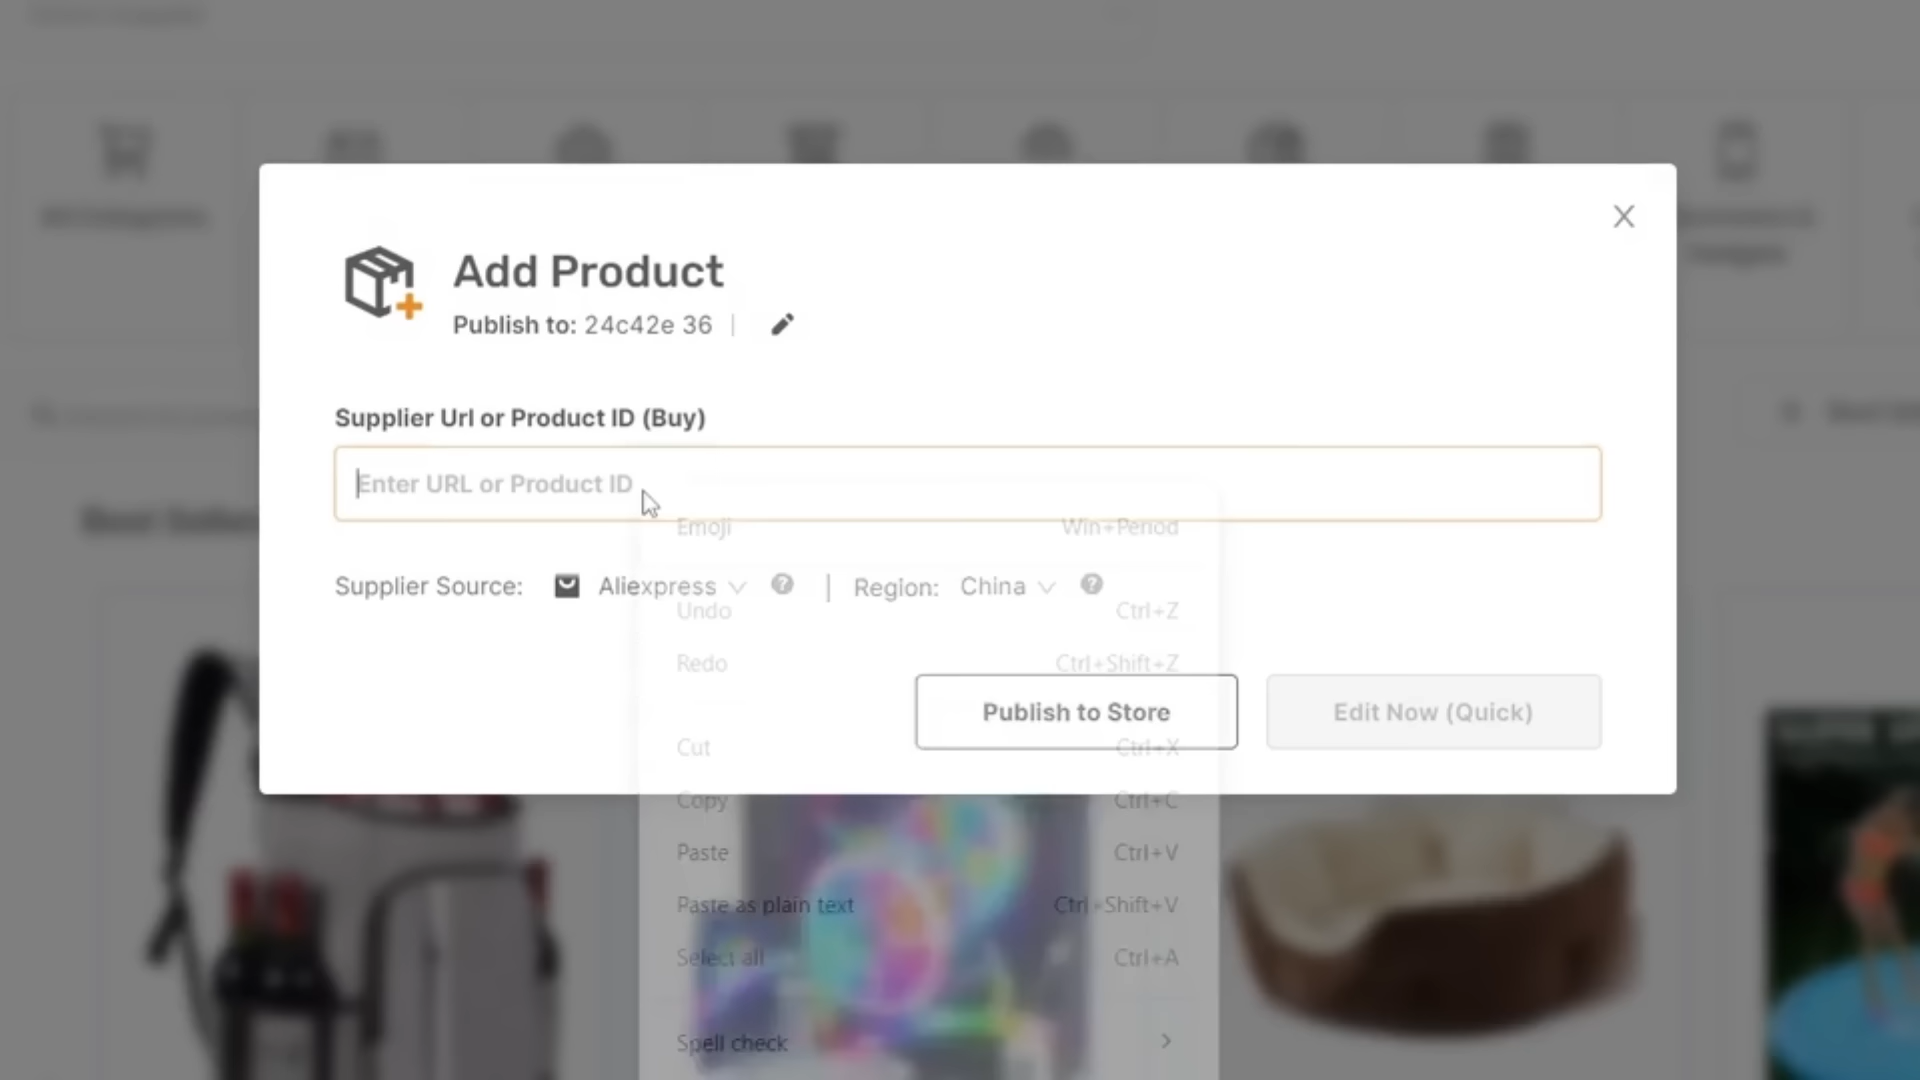 Add Product
Publish to: 24c42e 36 |
Supplier Url or Product ID (Buy)
Enter URL or Product ID
Emoji Win+Period
Supplier Source: Aliexpress | Region: China
Undo Ctrl+Z
Redo Ctrl+Shift+Z
Publish to Store Edit Now (Quick)
Cut Ctrl+X
Copy Ctrl+C
Paste Ctrl+V
Paste as plain text Ctrl+Shift+V
Select all Ctrl+A
Spell check